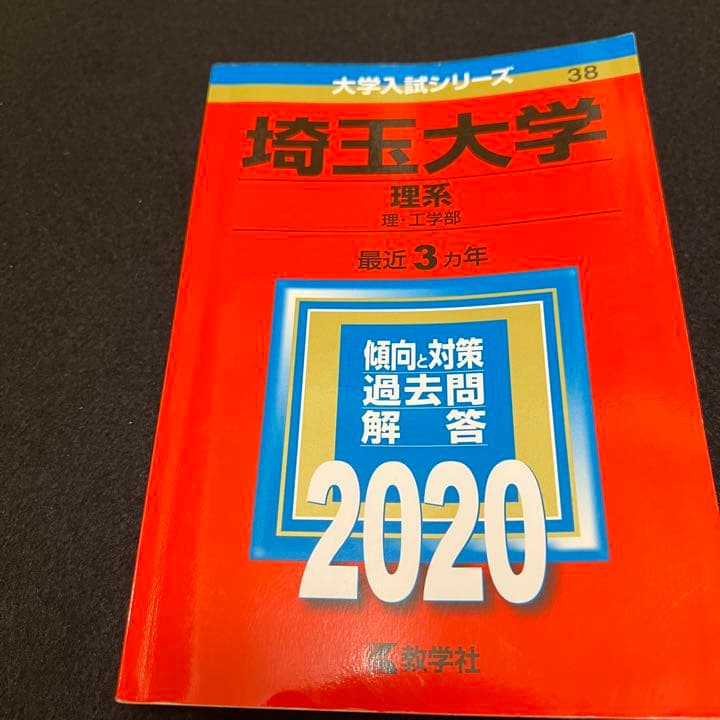 大学入試シリーズ
38
埼玉大学
理系
理・工学部
最近3カ年
傾向と対策
過去問
解答
2020
教学社